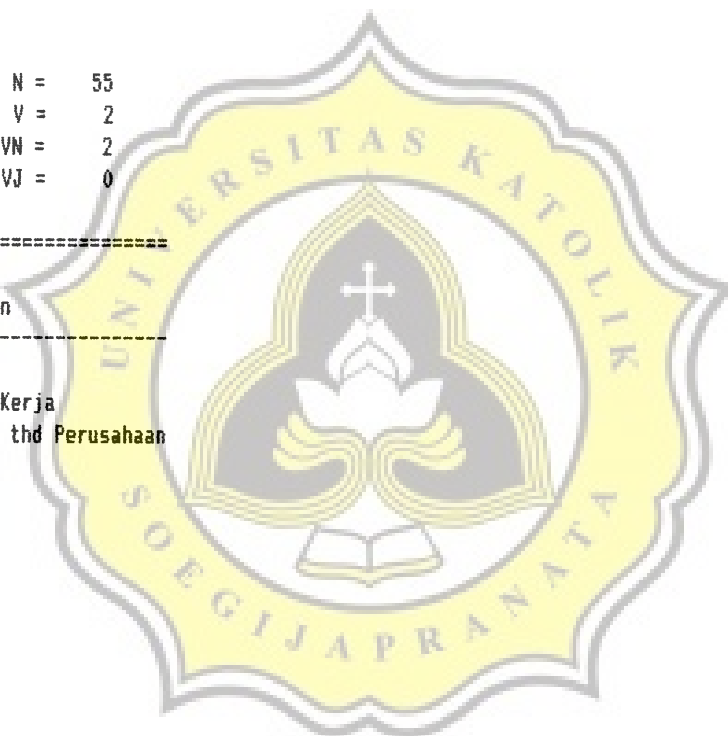 N = 55
V = 2
VN = 2
VJ = 0
===============
n
---------------
Kerja
thd Perusahaan
UNIVERSITAS KATOLIK
SOEGIJAPRANATA